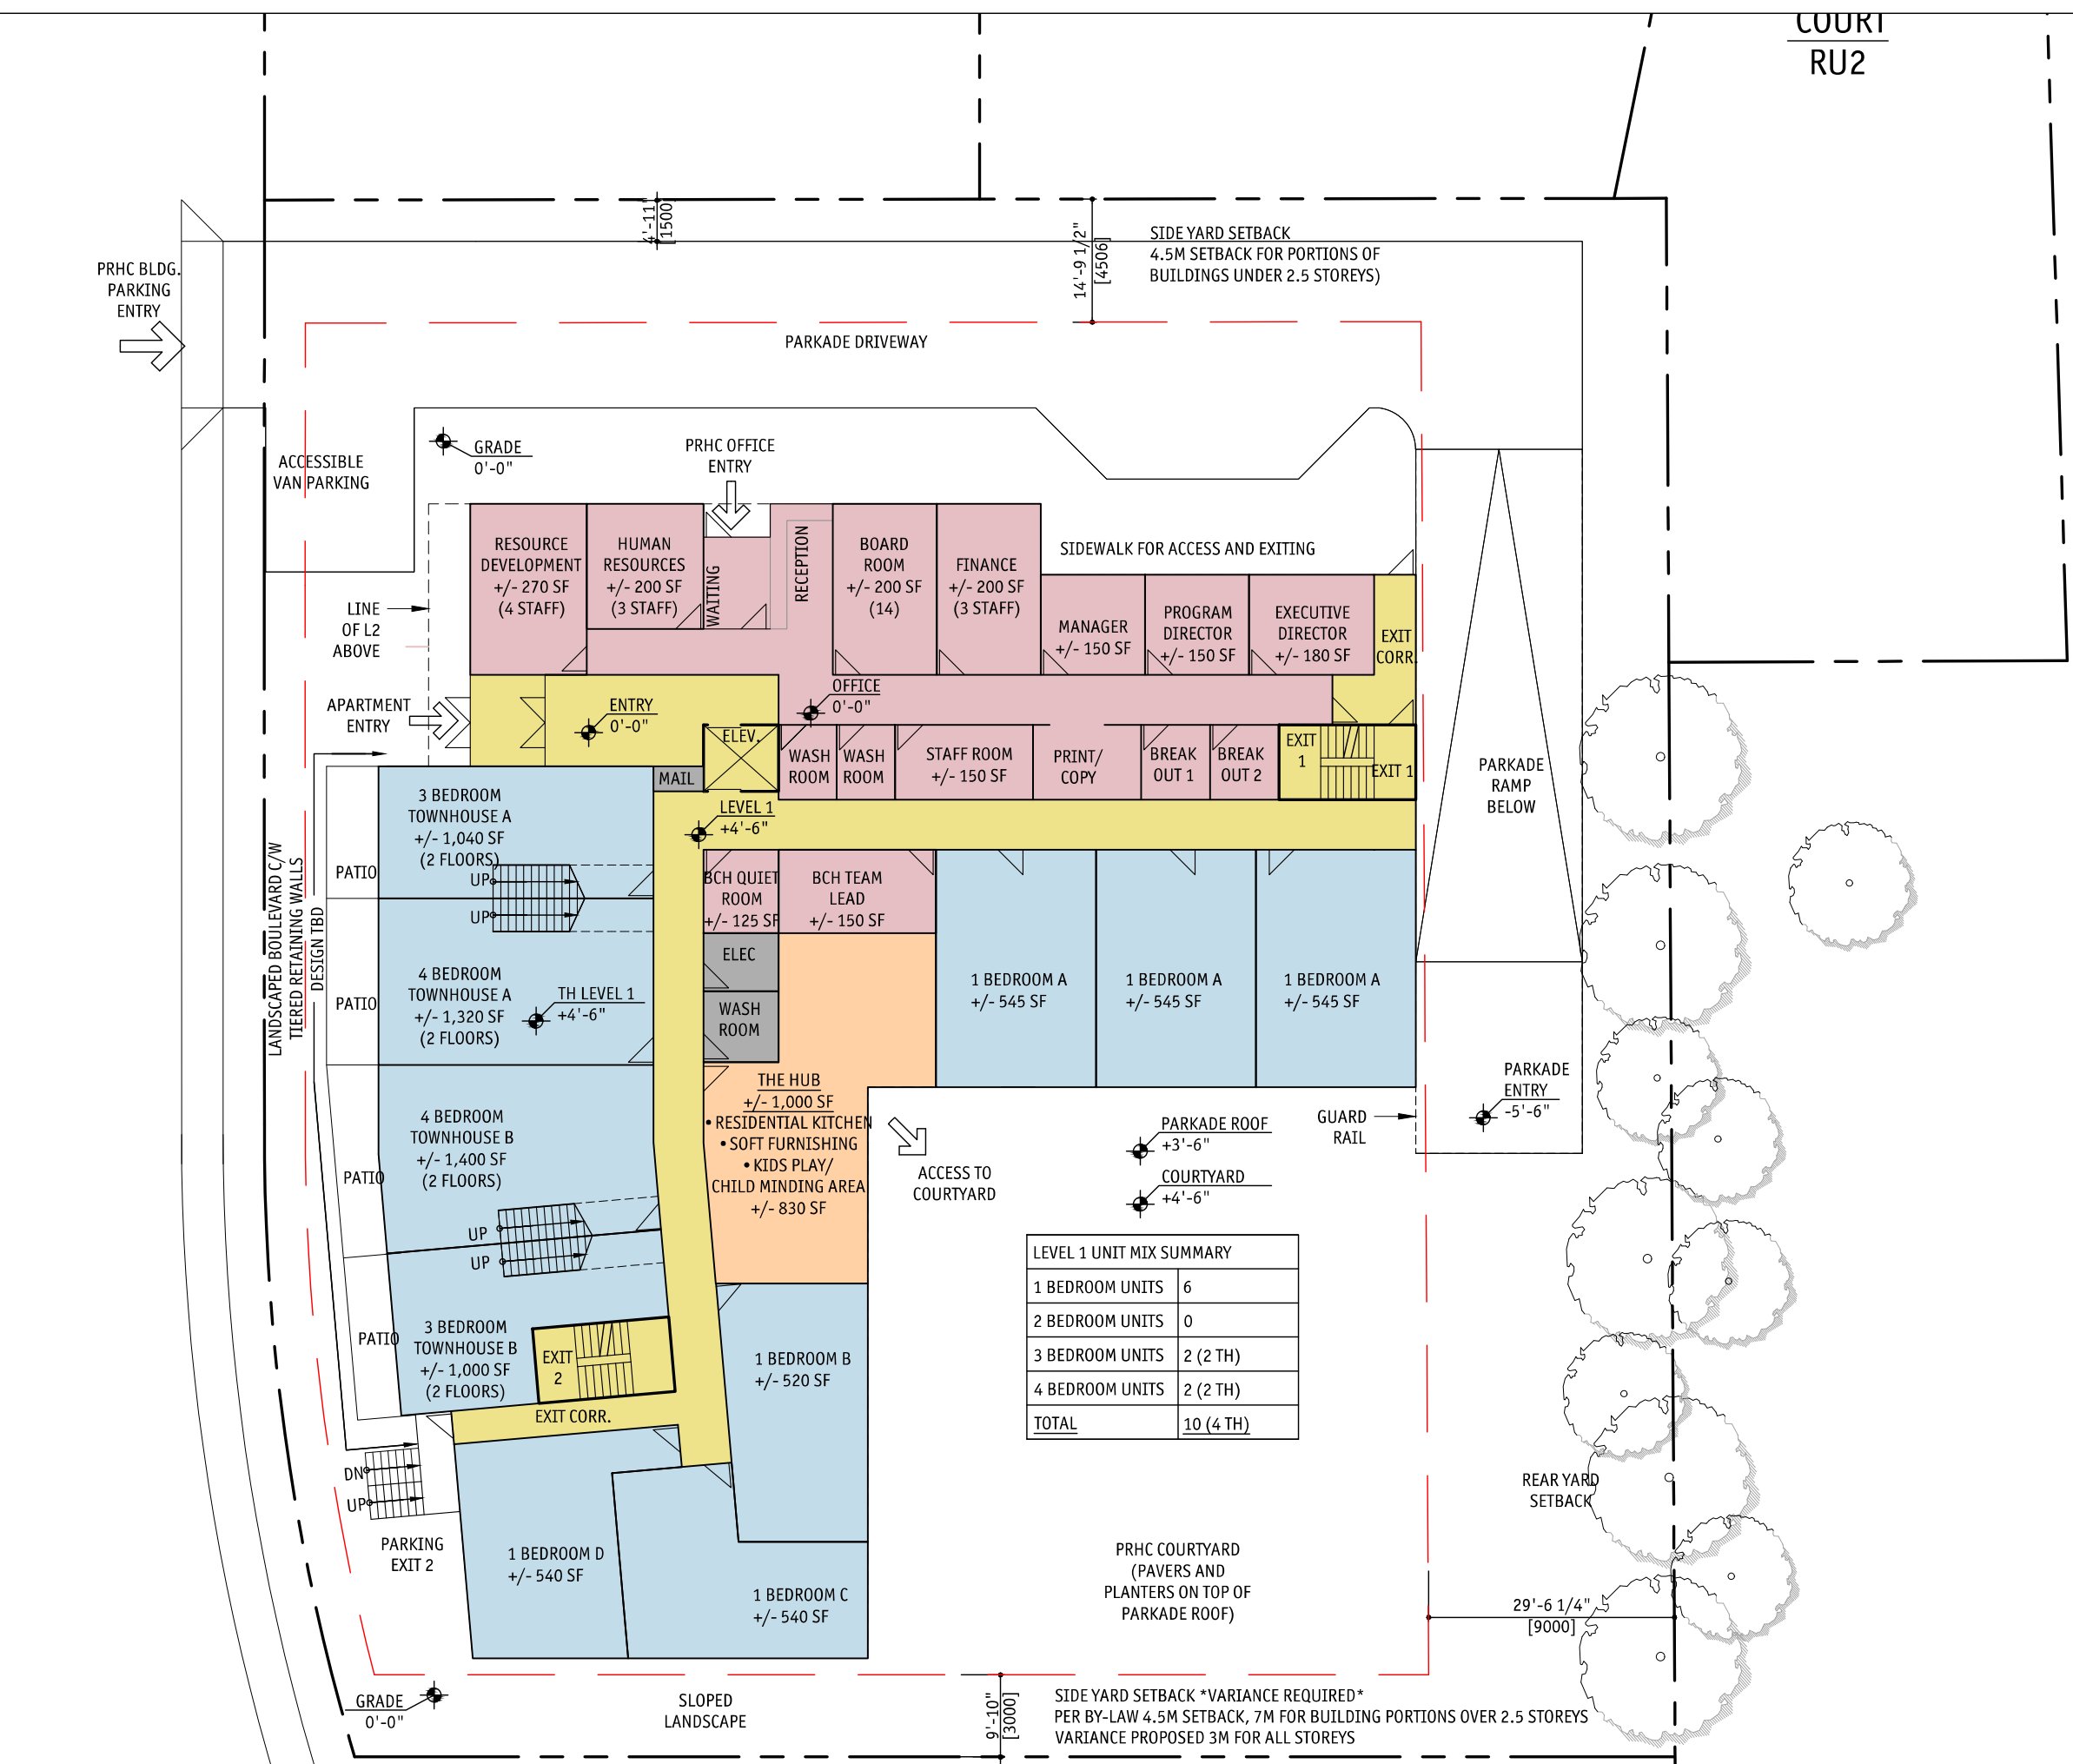 COURT
RU2
4'-11"
[1500]
14'-9 1/2"
[4506]
SIDE YARD SETBACK
4.5M SETBACK FOR PORTIONS OF
BUILDINGS UNDER 2.5 STOREYS)
PRHC BLDG.
PARKING
ENTRY
PARKADE DRIVEWAY
ACCESSIBLE
VAN PARKING
GRADE
0'-0"
PRHC OFFICE
ENTRY
RESOURCE
DEVELOPMENT
+/- 270 SF
(4 STAFF)
HUMAN
RESOURCES
+/- 200 SF
(3 STAFF)
WAITING
RECEPTION
BOARD
ROOM
+/- 200 SF
(14)
FINANCE
+/- 200 SF
(3 STAFF)
SIDEWALK FOR ACCESS AND EXITING
MANAGER
+/- 150 SF
PROGRAM
DIRECTOR
+/- 150 SF
EXECUTIVE
DIRECTOR
+/- 180 SF
EXIT
CORR.
LINE
OF L2
ABOVE
APARTMENT
ENTRY
ENTRY
0'-0"
OFFICE
0'-0"
ELEV.
MAIL
WASH
ROOM
WASH
ROOM
STAFF ROOM
+/- 150 SF
PRINT/
COPY
BREAK
OUT 1
BREAK
OUT 2
EXIT
1
EXIT 1
PARKADE
RAMP
BELOW
LEVEL 1
+4'-6"
3 BEDROOM
TOWNHOUSE A
+/- 1,040 SF
(2 FLOORS)
UP
UP
PATIO
LANDSCAPED BOULEVARD C/W
TIERED RETAINING WALLS
DESIGN TBD
BCH QUIET
ROOM
+/- 125 SF
BCH TEAM
LEAD
+/- 150 SF
ELEC
WASH
ROOM
4 BEDROOM
TOWNHOUSE A
+/- 1,320 SF
(2 FLOORS)
TH LEVEL 1
+4'-6"
PATIO
1 BEDROOM A
+/- 545 SF
1 BEDROOM A
+/- 545 SF
1 BEDROOM A
+/- 545 SF
THE HUB
+/- 1,000 SF
• RESIDENTIAL KITCHEN
• SOFT FURNISHING
• KIDS PLAY/
CHILD MINDING AREA
+/- 830 SF
ACCESS TO
COURTYARD
PARKADE ROOF
+3'-6"
COURTYARD
+4'-6"
GUARD
RAIL
PARKADE
ENTRY
-5'-6"
4 BEDROOM
TOWNHOUSE B
+/- 1,400 SF
(2 FLOORS)
PATIO
UP
UP
LEVEL 1 UNIT MIX SUMMARY
1 BEDROOM UNITS 6
2 BEDROOM UNITS 0
3 BEDROOM UNITS 2 (2 TH)
4 BEDROOM UNITS 2 (2 TH)
TOTAL 10 (4 TH)
3 BEDROOM
TOWNHOUSE B
+/- 1,000 SF
(2 FLOORS)
PATIO
EXIT
2
EXIT CORR.
1 BEDROOM B
+/- 520 SF
DN
UP
PARKING
EXIT 2
1 BEDROOM D
+/- 540 SF
1 BEDROOM C
+/- 540 SF
REAR YARD
SETBACK
PRHC COURTYARD
(PAVERS AND
PLANTERS ON TOP OF
PARKADE ROOF)
29'-6 1/4"
[9000]
GRADE
0'-0"
SLOPED
LANDSCAPE
9'-10"
[3000]
SIDE YARD SETBACK *VARIANCE REQUIRED*
PER BY-LAW 4.5M SETBACK, 7M FOR BUILDING PORTIONS OVER 2.5 STOREYS
VARIANCE PROPOSED 3M FOR ALL STOREYS